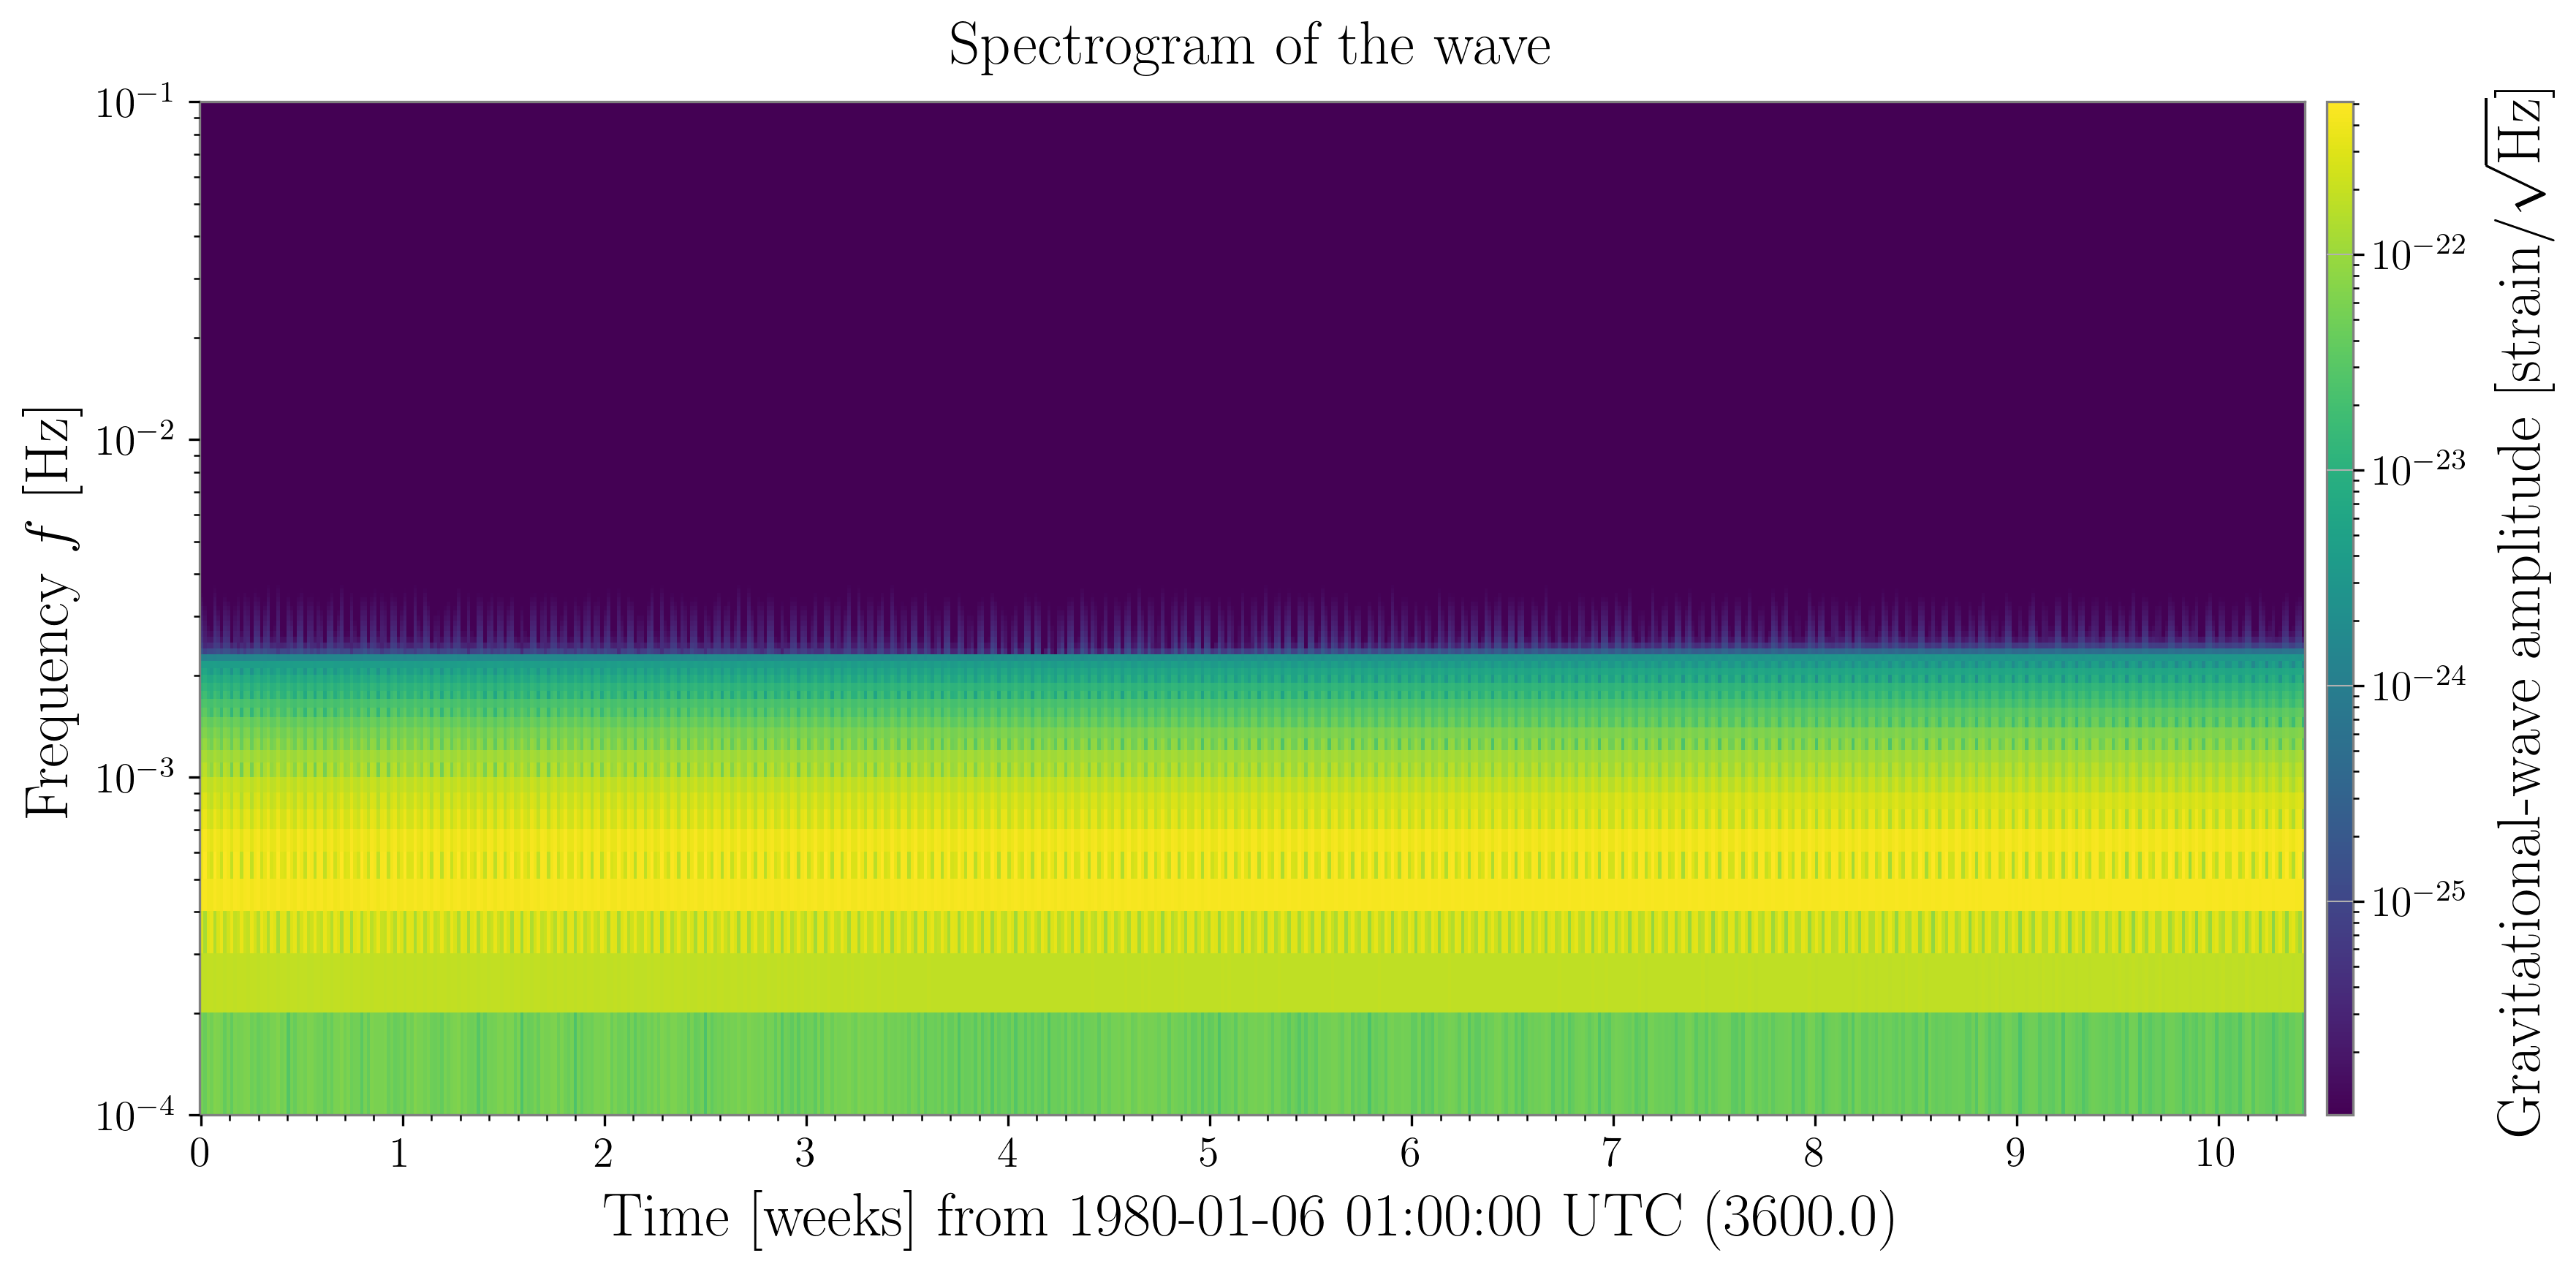 Spectrogram of the wave
Frequency f [Hz]
10⁻¹
10⁻²
10⁻³
10⁻⁴
0 1 2 3 4 5 6 7 8 9 10
Time [weeks] from 1980-01-06 01:00:00 UTC (3600.0)
10⁻²²
10⁻²³
10⁻²⁴
10⁻²⁵
Gravitational-wave amplitude [strain/√Hz]